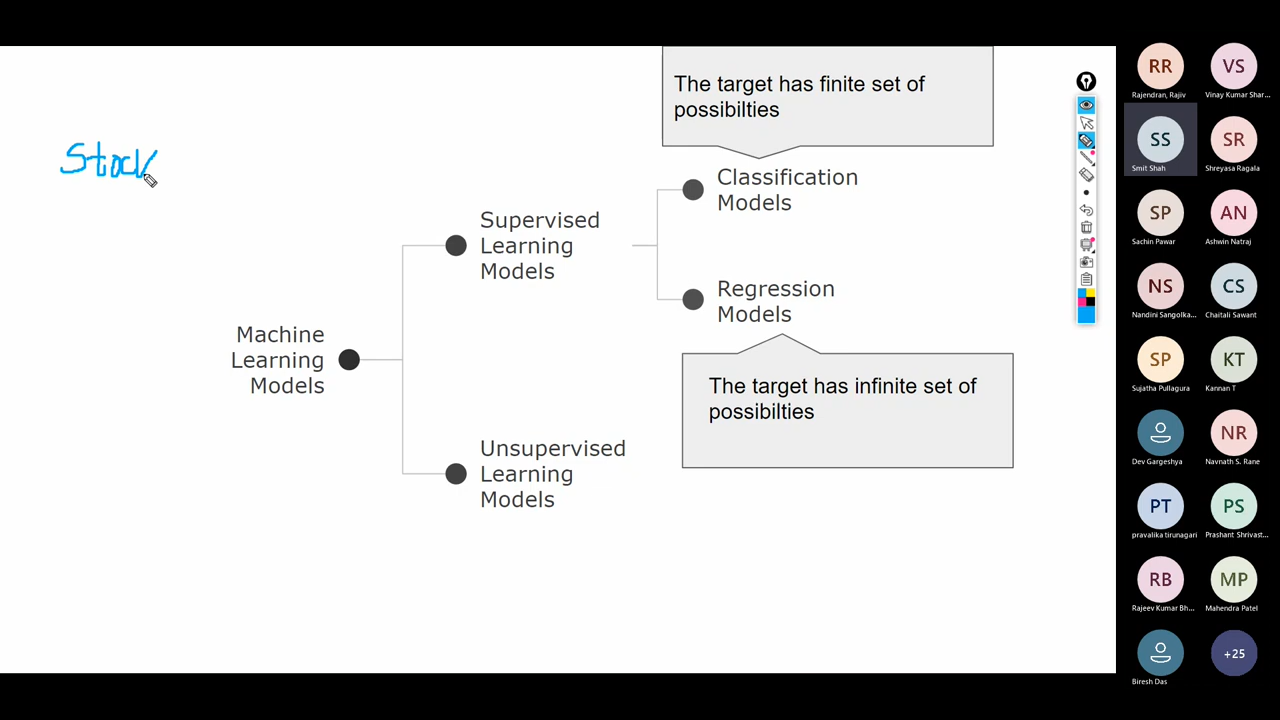 The target has finite set of
possibilties
Stock
Classification
Models
Supervised
Learning
Models
Regression
Models
Machine
Learning
Models
The target has infinite set of
possibilties
Unsupervised
Learning
Models
RR
Rajendran, Rajiv
VS
Vinay Kumar Shar...
SS
Smit Shah
SR
Shreyasa Ragala
SP
Sachin Pawar
AN
Ashwin Natraj
NS
Nandini Sangolka...
CS
Chaitali Sawant
SP
Sujatha Pullagura
KT
Kannan T
Dev Gargeshya
NR
Navnath S. Rane
PT
pravalika tirunagari
PS
Prashant Shrivast...
RB
Rajeev Kumar Bh...
MP
Mahendra Patel
Biresh Das
+25